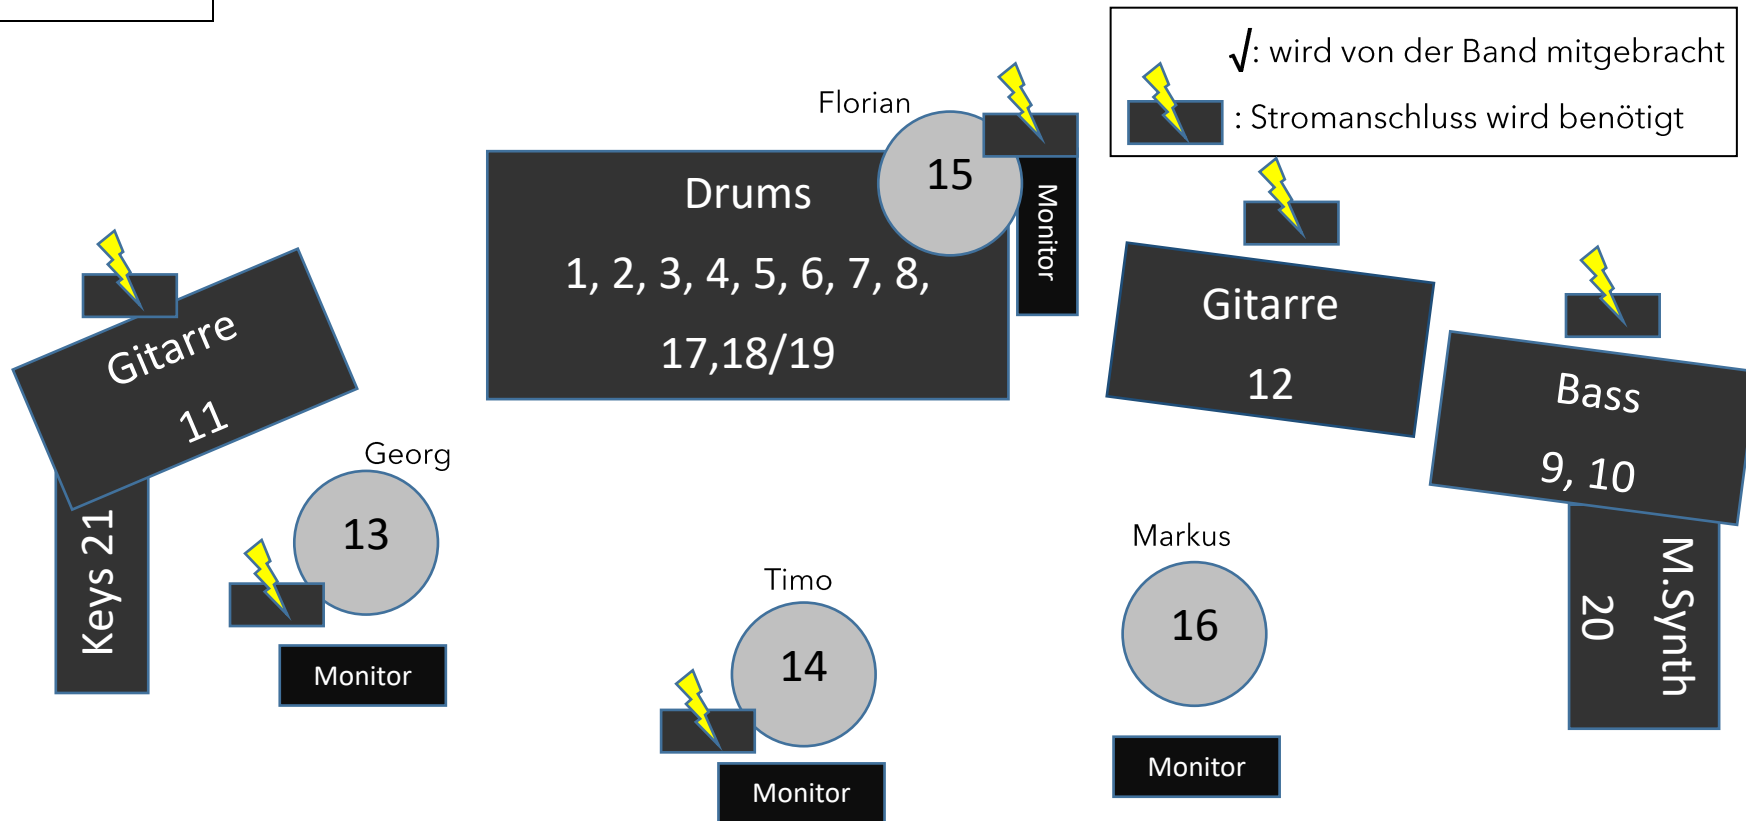 √: wird von der Band mitgebracht
: Stromanschluss wird benötigt
Florian
15
Monitor
Drums
1, 2, 3, 4, 5, 6, 7, 8,
17,18/19
Gitarre
11
Gitarre
12
Bass
9, 10
Georg
13
Keys 21
Monitor
Timo
14
Monitor
Markus
16
Monitor
M.Synth
20